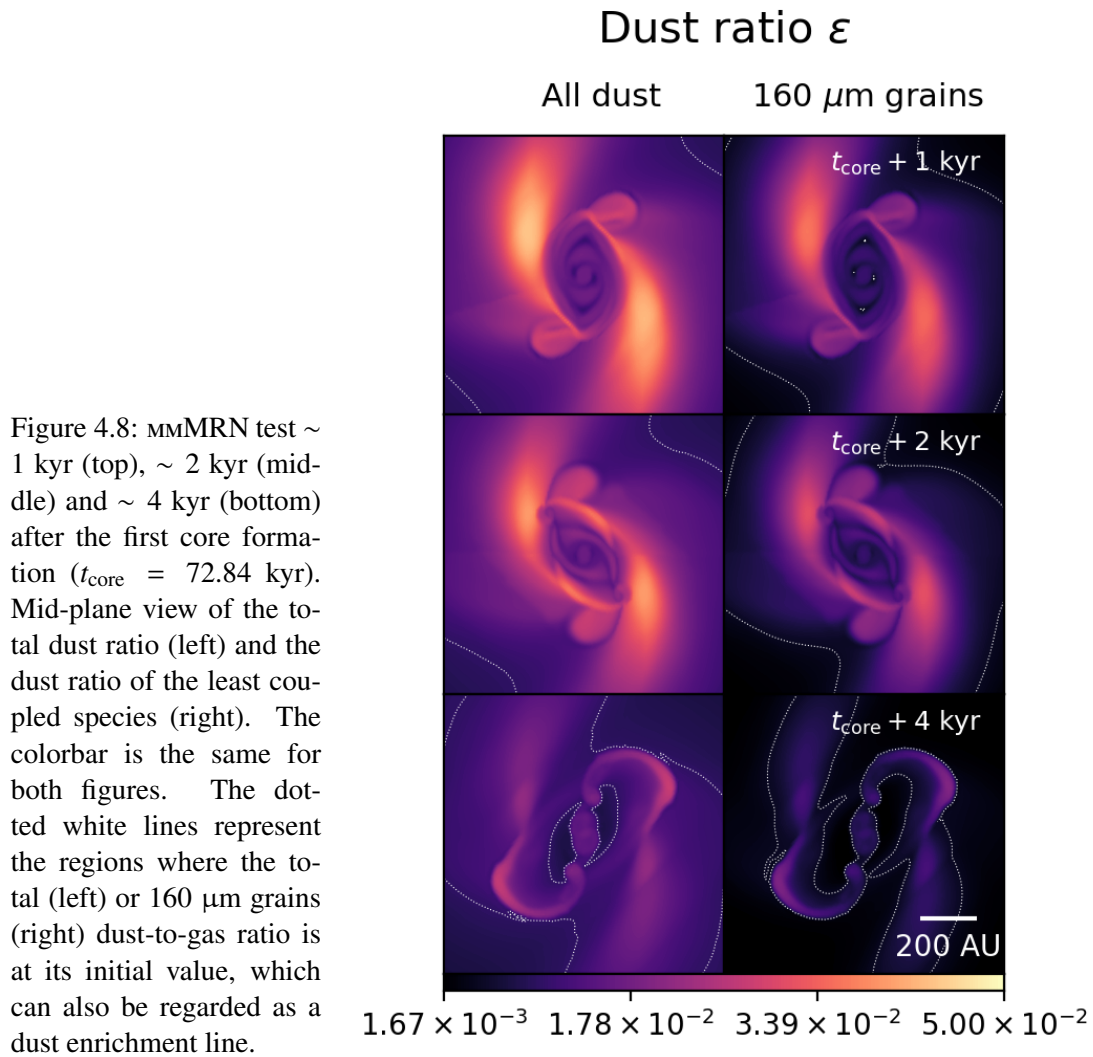 Dust ratio ε
All dust
160 μm grains
t_core + 1 kyr
t_core + 2 kyr
t_core + 4 kyr
200 AU
1.67 × 10⁻³ 1.78 × 10⁻² 3.39 × 10⁻² 5.00 × 10⁻²
Figure 4.8: MMMRN test ∼
1 kyr (top), ∼ 2 kyr (mid-
dle) and ∼ 4 kyr (bottom)
after the first core forma-
tion (t_core = 72.84 kyr).
Mid-plane view of the to-
tal dust ratio (left) and the
dust ratio of the least cou-
pled species (right). The
colorbar is the same for
both figures. The dot-
ted white lines represent
the regions where the to-
tal (left) or 160 μm grains
(right) dust-to-gas ratio is
at its initial value, which
can also be regarded as a
dust enrichment line.